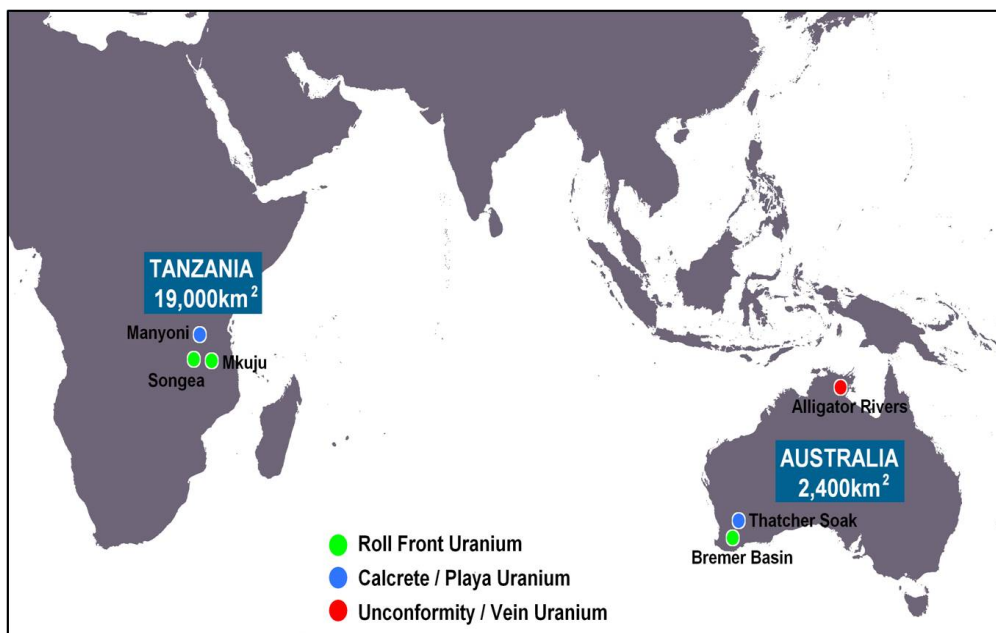 TANZANIA
19,000km²
Manyoni
Mkuju
Songea
Alligator Rivers
AUSTRALIA
2,400km²
Thatcher Soak
Bremer Basin
Roll Front Uranium
Calcrete / Playa Uranium
Unconformity / Vein Uranium